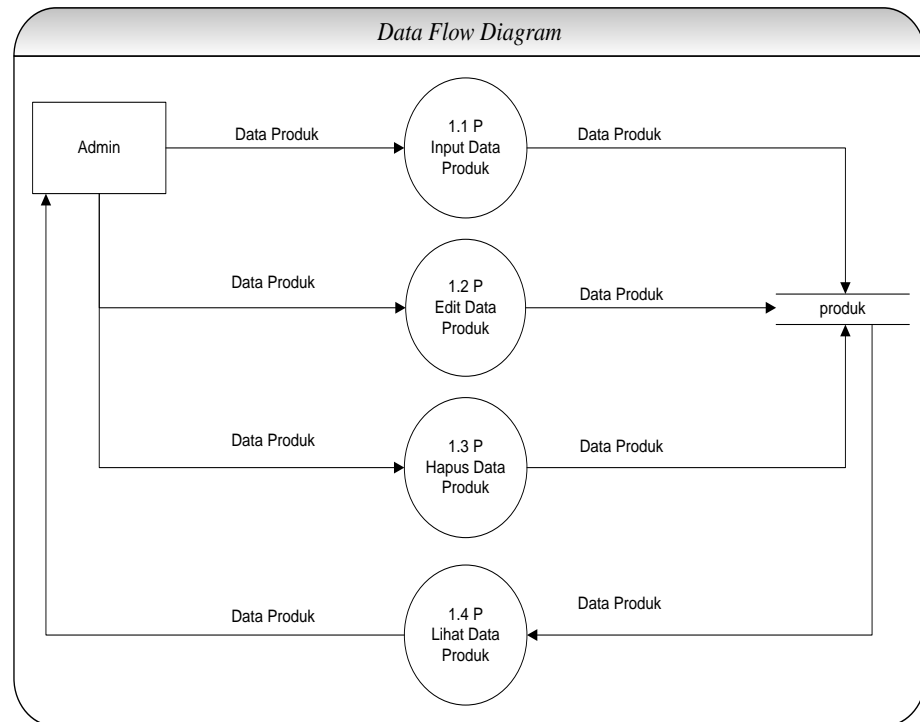 Data Flow Diagram
Admin
Data Produk
1.1 P
Input Data
Produk
Data Produk
Data Produk
1.2 P
Edit Data
Produk
Data Produk
produk
Data Produk
1.3 P
Hapus Data
Produk
Data Produk
Data Produk
1.4 P
Lihat Data
Produk
Data Produk